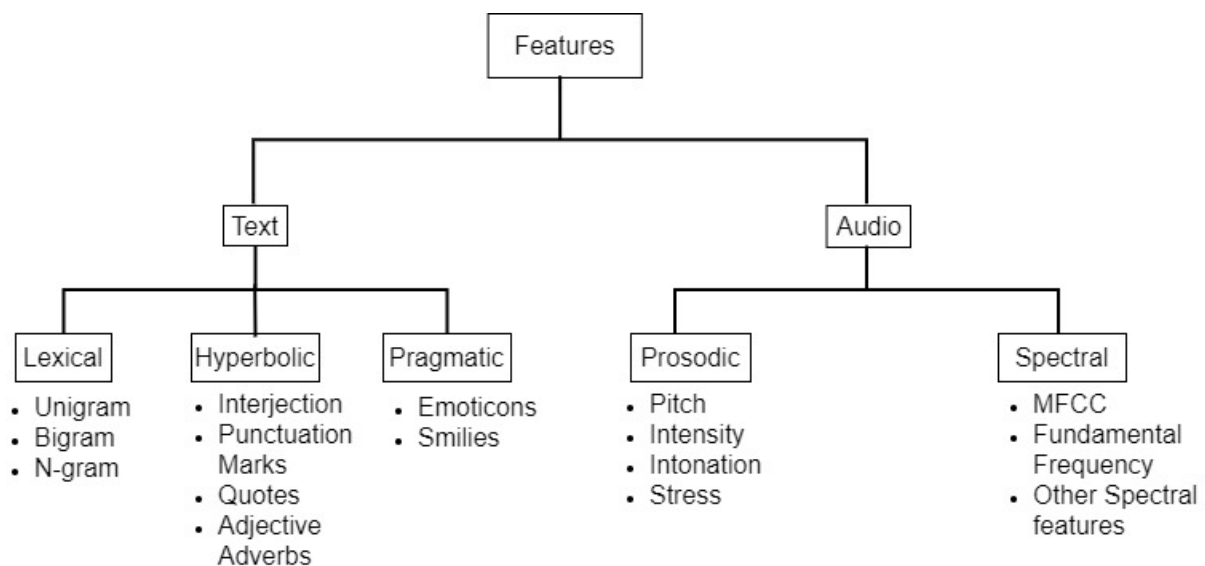 Features
Text
Audio
Lexical
Hyperbolic
Pragmatic
Prosodic
Spectral
• Unigram
• Bigram
• N-gram
• Interjection
• Punctuation
Marks
• Quotes
• Adjective
Adverbs
• Emoticons
• Smilies
• Pitch
• Intensity
• Intonation
• Stress
• MFCC
• Fundamental
Frequency
• Other Spectral
features